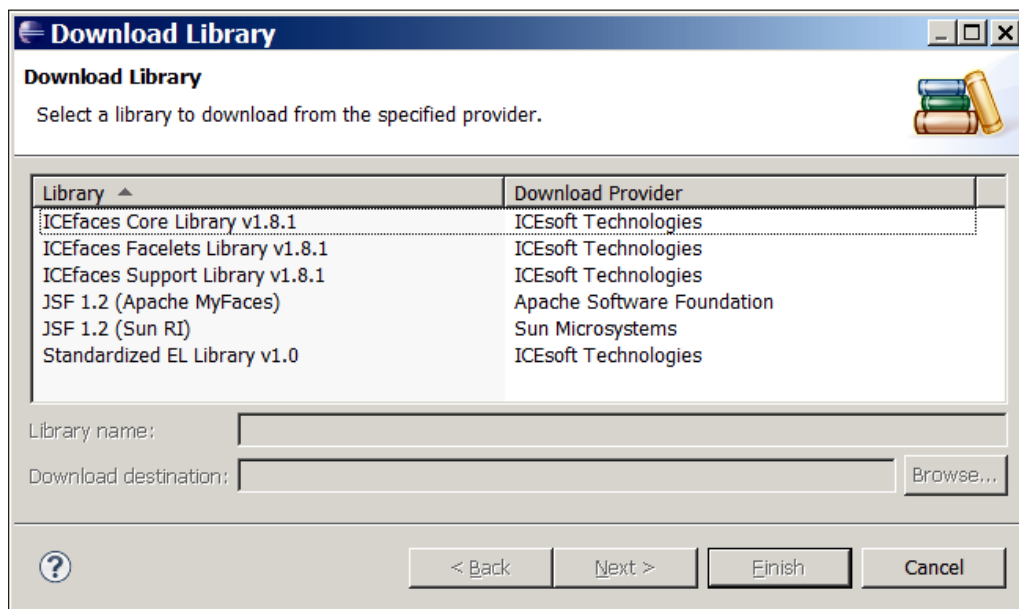 Download Library
Download Library
Select a library to download from the specified provider.
Library Download Provider
ICEfaces Core Library v1.8.1 ICEsoft Technologies
ICEfaces Facelets Library v1.8.1 ICEsoft Technologies
ICEfaces Support Library v1.8.1 ICEsoft Technologies
JSF 1.2 (Apache MyFaces) Apache Software Foundation
JSF 1.2 (Sun RI) Sun Microsystems
Standardized EL Library v1.0 ICEsoft Technologies
Library name:
Download destination: Browse...
? < Back Next > Finish Cancel